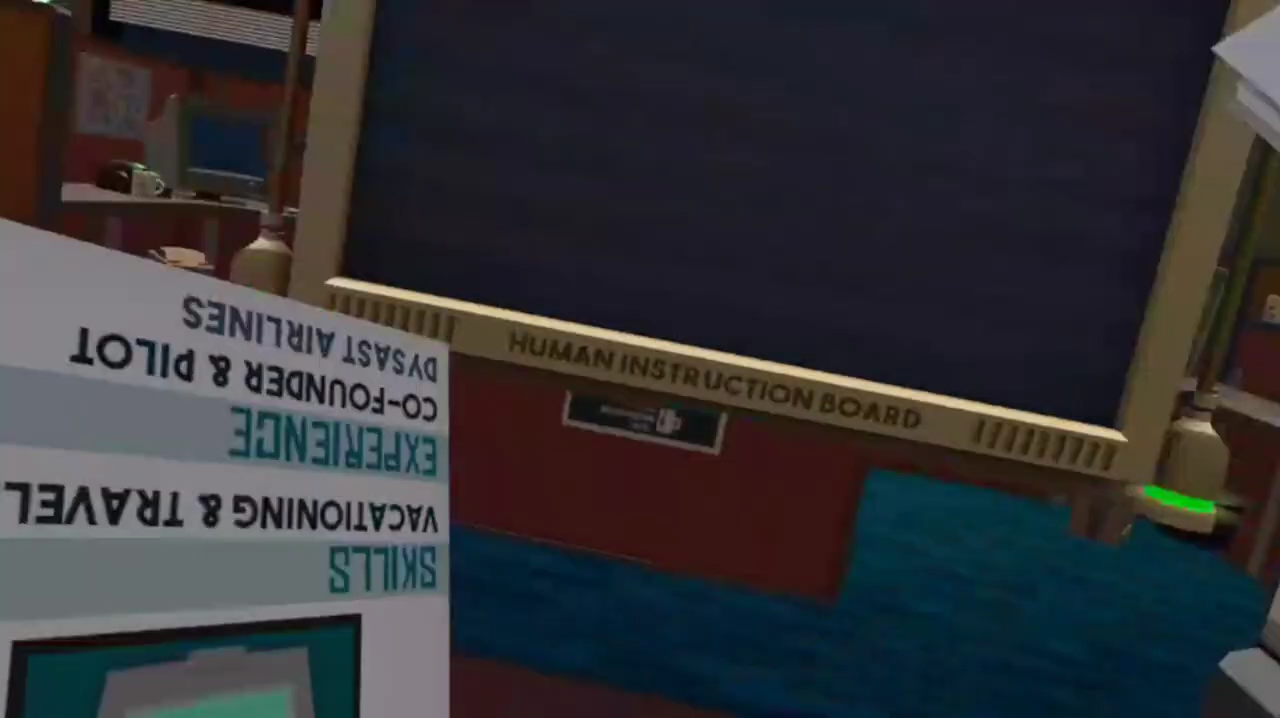 SKILLS
VACATIONING & TRAVEL
EXPERIENCE
CO-FOUNDER & PILOT
DYSAST AIRLINES
HUMAN INSTRUCTION BOARD